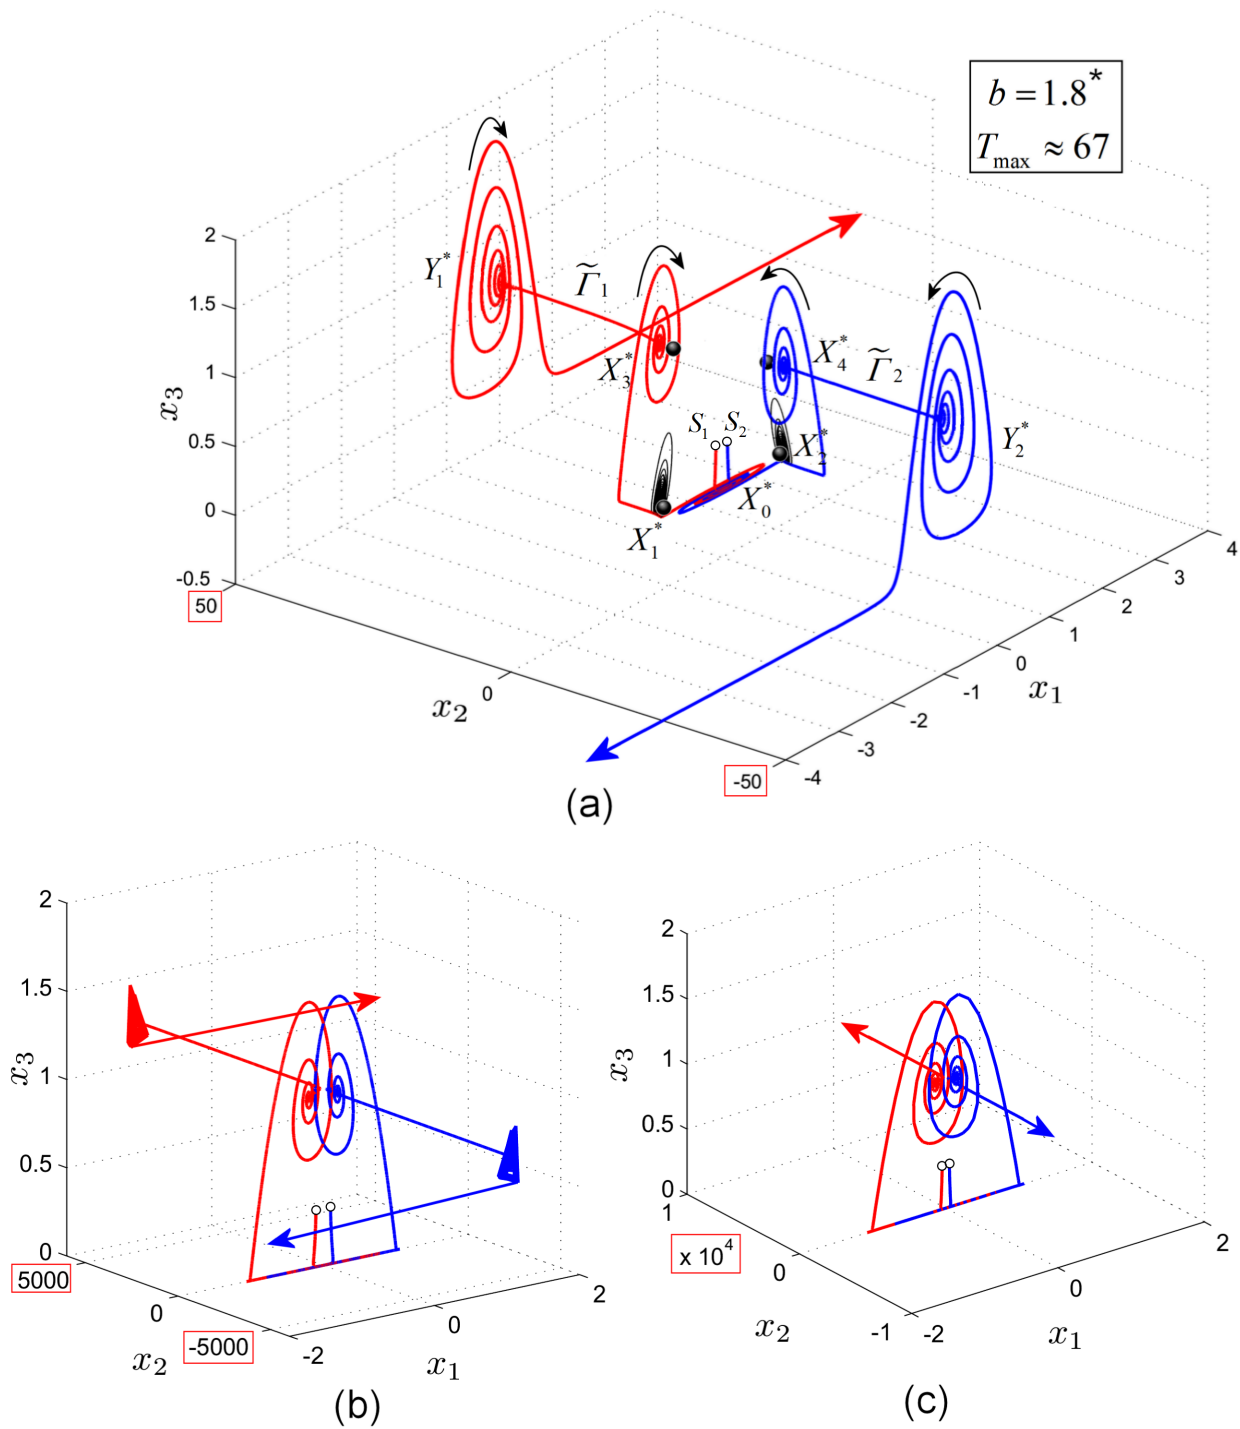 b = 1.8*
T_max ≈ 67
2
1.5
1
0.5
0
-0.5
x_3
50
0
-50
x_2
-4
-3
-2
-1
0
1
2
3
4
x_1
Y_1^*
Γ̃_1
X_3^*
X_4^*
Γ̃_2
Y_2^*
S_1
S_2
X_2^*
X_0^*
X_1^*
(a)
2
1.5
1
0.5
0
x_3
5000
0
-5000
x_2
-2
0
2
x_1
(b)
2
1.5
1
0.5
0
x_3
1
x 10^4
0
-1
x_2
-2
0
2
x_1
(c)